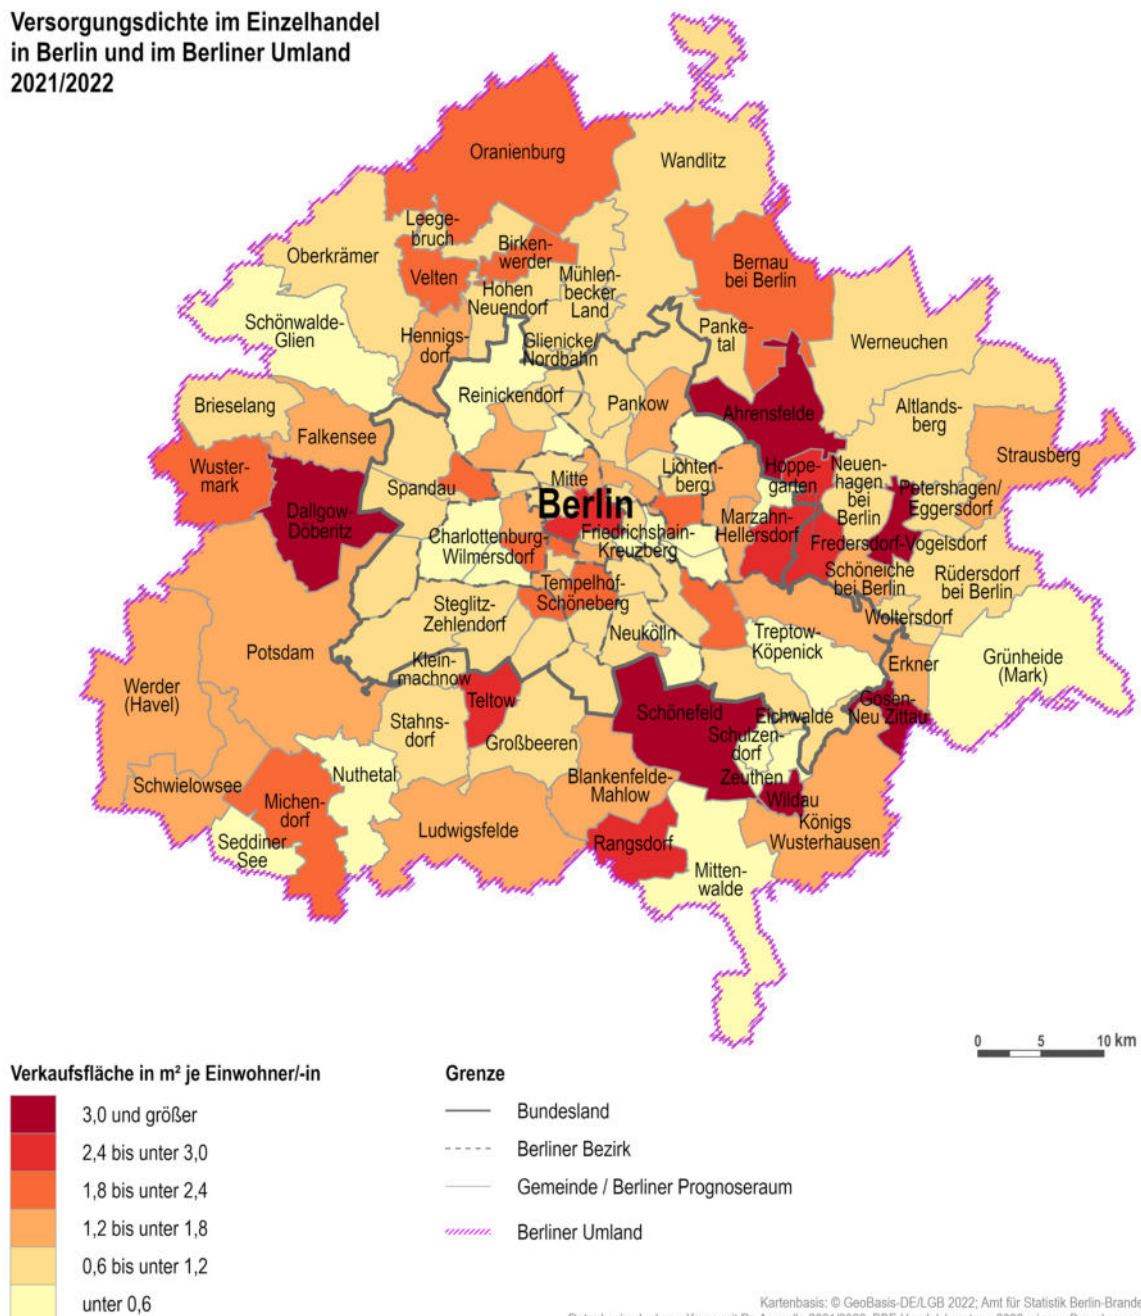 Versorgungsdichte im Einzelhandel
in Berlin und im Berliner Umland
2021/2022
Oranienburg
Wandlitz
Leege-
bruch
Birken-
werder
Oberkrämer
Velten
Mühlen-
becker
Land
Bernau
bei Berlin
Hohen
Neuendorf
Schönwalde-
Glien
Hennigs-
dorf
Glienicke/
Nordbahn
Panke-
tal
Werneuchen
Reinickendorf
Pankow
Brieselang
Ahrensfelde
Altlands-
berg
Falkensee
Strausberg
Wuster-
mark
Spandau
Mitte
Lichten-
berg
Hoppe-
garten
Neuen-
hagen
bei
Berlin
Petershagen/
Eggersdorf
Dallgow-
Döberitz
Berlin
Charlottenburg-
Wilmersdorf
Friedrichshain-
Kreuzberg
Marzahn-
Hellersdorf
Fredersdorf-Vogelsdorf
Schöneiche
bei Berlin
Rüdersdorf
bei Berlin
Tempelhof-
Schöneberg
Steglitz-
Zehlendorf
Woltersdorf
Neukölln
Treptow-
Köpenick
Potsdam
Klein-
machnow
Erkner
Grünheide
(Mark)
Werder
(Havel)
Teltow
Stahns-
dorf
Schönefeld
Gosen-
Neu Zittau
Eichwalde
Großbeeren
Schulzen-
dorf
Nuthetal
Zeuthen
Schwielowsee
Blankenfelde-
Mahlow
Michen-
dorf
Wildau
Königs
Wusterhausen
Ludwigsfelde
Seddiner
See
Rangsdorf
Mitten-
walde
0 5 10 km
Verkaufsfläche in m² je Einwohner/-in
3,0 und größer
2,4 bis unter 3,0
1,8 bis unter 2,4
1,2 bis unter 1,8
0,6 bis unter 1,2
unter 0,6
Grenze
Bundesland
Berliner Bezirk
Gemeinde / Berliner Prognoseraum
Berliner Umland
Kartenbasis: © GeoBasis-DE/LGB 2022; Amt für Statistik Berlin-Brande